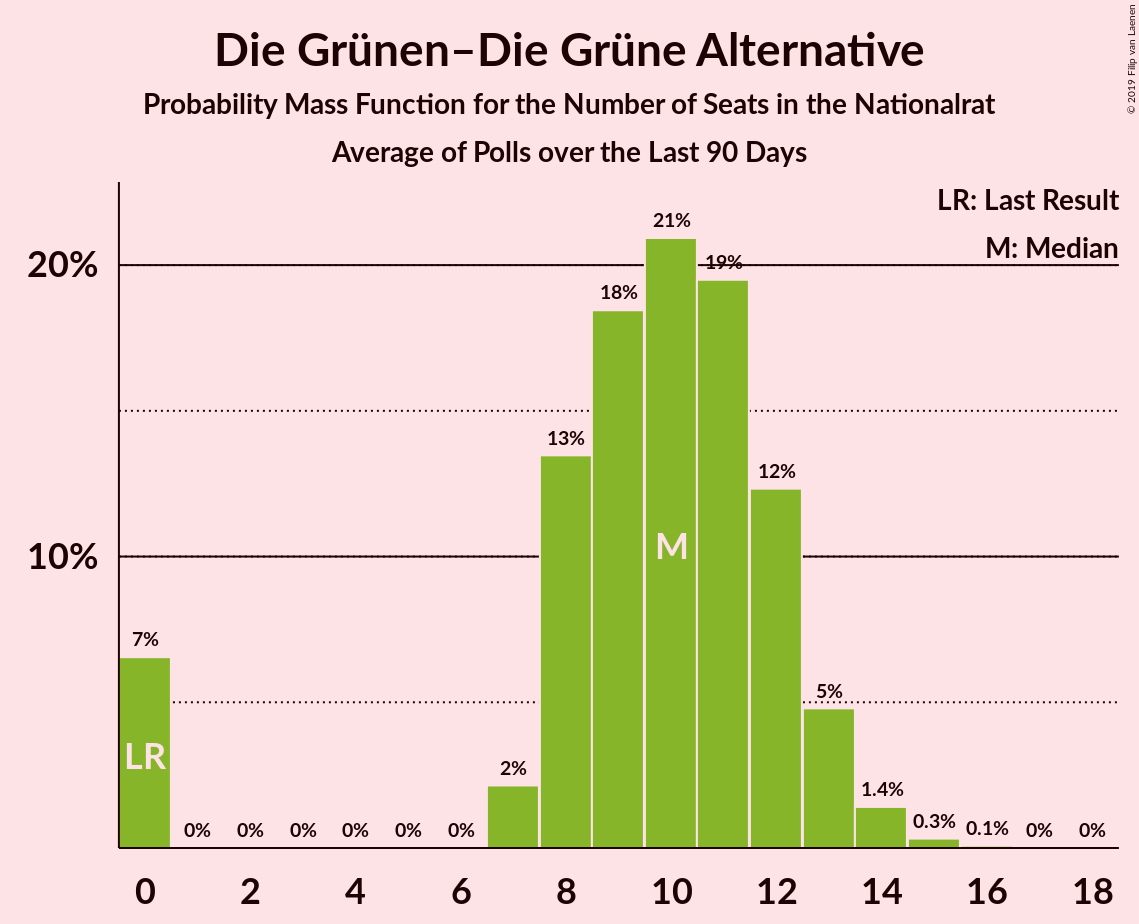 Die Grünen–Die Grüne Alternative
Probability Mass Function for the Number of Seats in the Nationalrat
Average of Polls over the Last 90 Days
© 2019 Filip van Laenen
LR: Last Result
M: Median
20%
10%
7%
0%
0%
0%
0%
0%
0%
2%
13%
18%
21%
19%
12%
5%
1.4%
0.3%
0.1%
0%
0%
LR
M
0 2 4 6 8 10 12 14 16 18